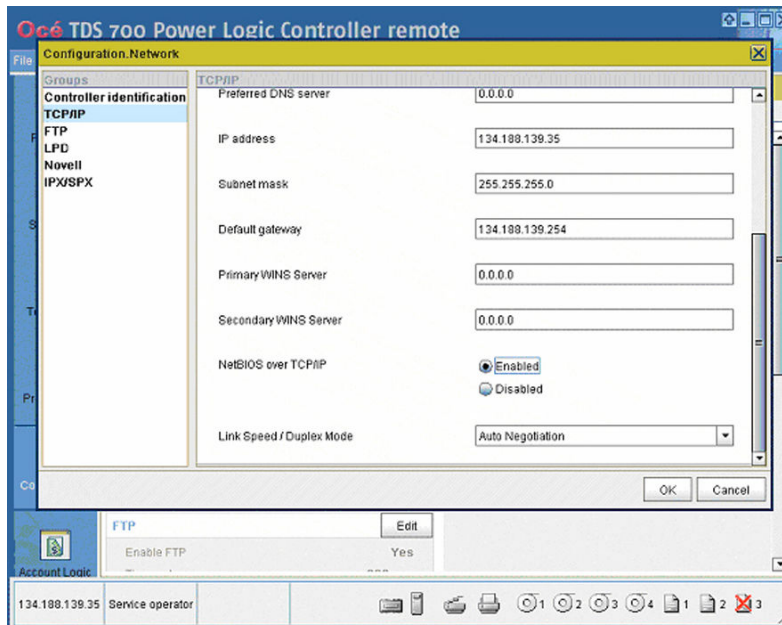 Océ TDS 700 Power Logic Controller remote
File
Configuration.Network
Groups
Controller identification
TCP/IP
FTP
LPD
Novell
IPX/SPX
TCP/IP
Preferred DNS server 0.0.0.0
IP address 134.188.139.35
Subnet mask 255.255.255.0
Default gateway 134.188.139.254
Primary WINS Server 0.0.0.0
Secondary WINS Server 0.0.0.0
NetBIOS over TCP/IP Enabled
Disabled
Link Speed / Duplex Mode Auto Negotiation
OK Cancel
FTP Edit
Enable FTP Yes
Account Logic
134.188.139.35 Service operator 1 2 3 4 1 2 3